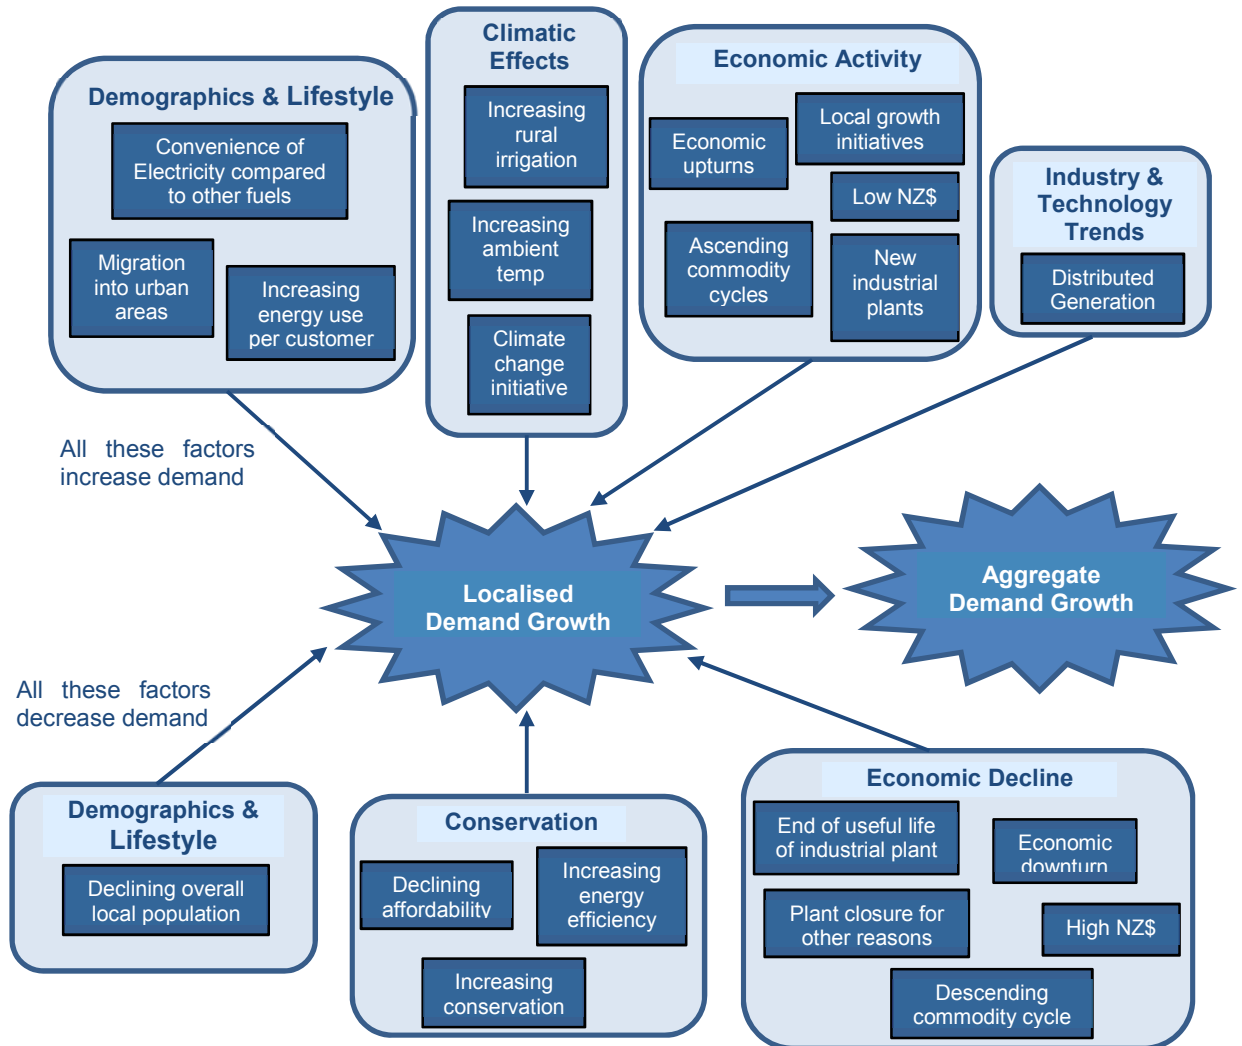 Demographics & Lifestyle
Convenience of
Electricity compared
to other fuels
Migration
into urban
areas
Increasing
energy use
per customer
Climatic
Effects
Increasing
rural
irrigation
Increasing
ambient
temp
Climate
change
initiative
Economic Activity
Economic
upturns
Local growth
initiatives
Low NZ$
Ascending
commodity
cycles
New
industrial
plants
Industry &
Technology
Trends
Distributed
Generation
All these factors
increase demand
Localised
Demand Growth
Aggregate
Demand Growth
All these factors
decrease demand
Demographics &
Lifestyle
Declining overall
local population
Conservation
Declining
affordability
Increasing
energy
efficiency
Increasing
conservation
Economic Decline
End of useful life
of industrial plant
Economic
downturn
Plant closure for
other reasons
High NZ$
Descending
commodity cycle